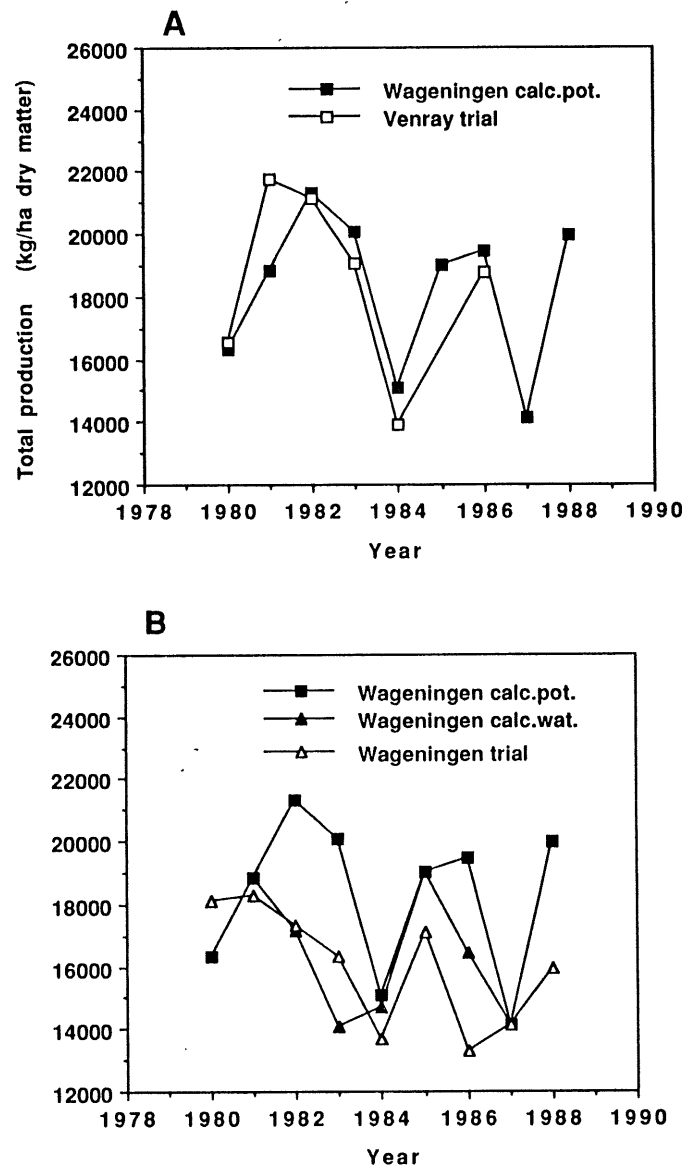 A
26000
24000
22000
20000
18000
16000
14000
12000
Total production (kg/ha dry matter)
Wageningen calc.pot.
Venray trial
1978 1980 1982 1984 1986 1988 1990
Year
B
26000
24000
22000
20000
18000
16000
14000
12000
Wageningen calc.pot.
Wageningen calc.wat.
Wageningen trial
1978 1980 1982 1984 1986 1988 1990
Year